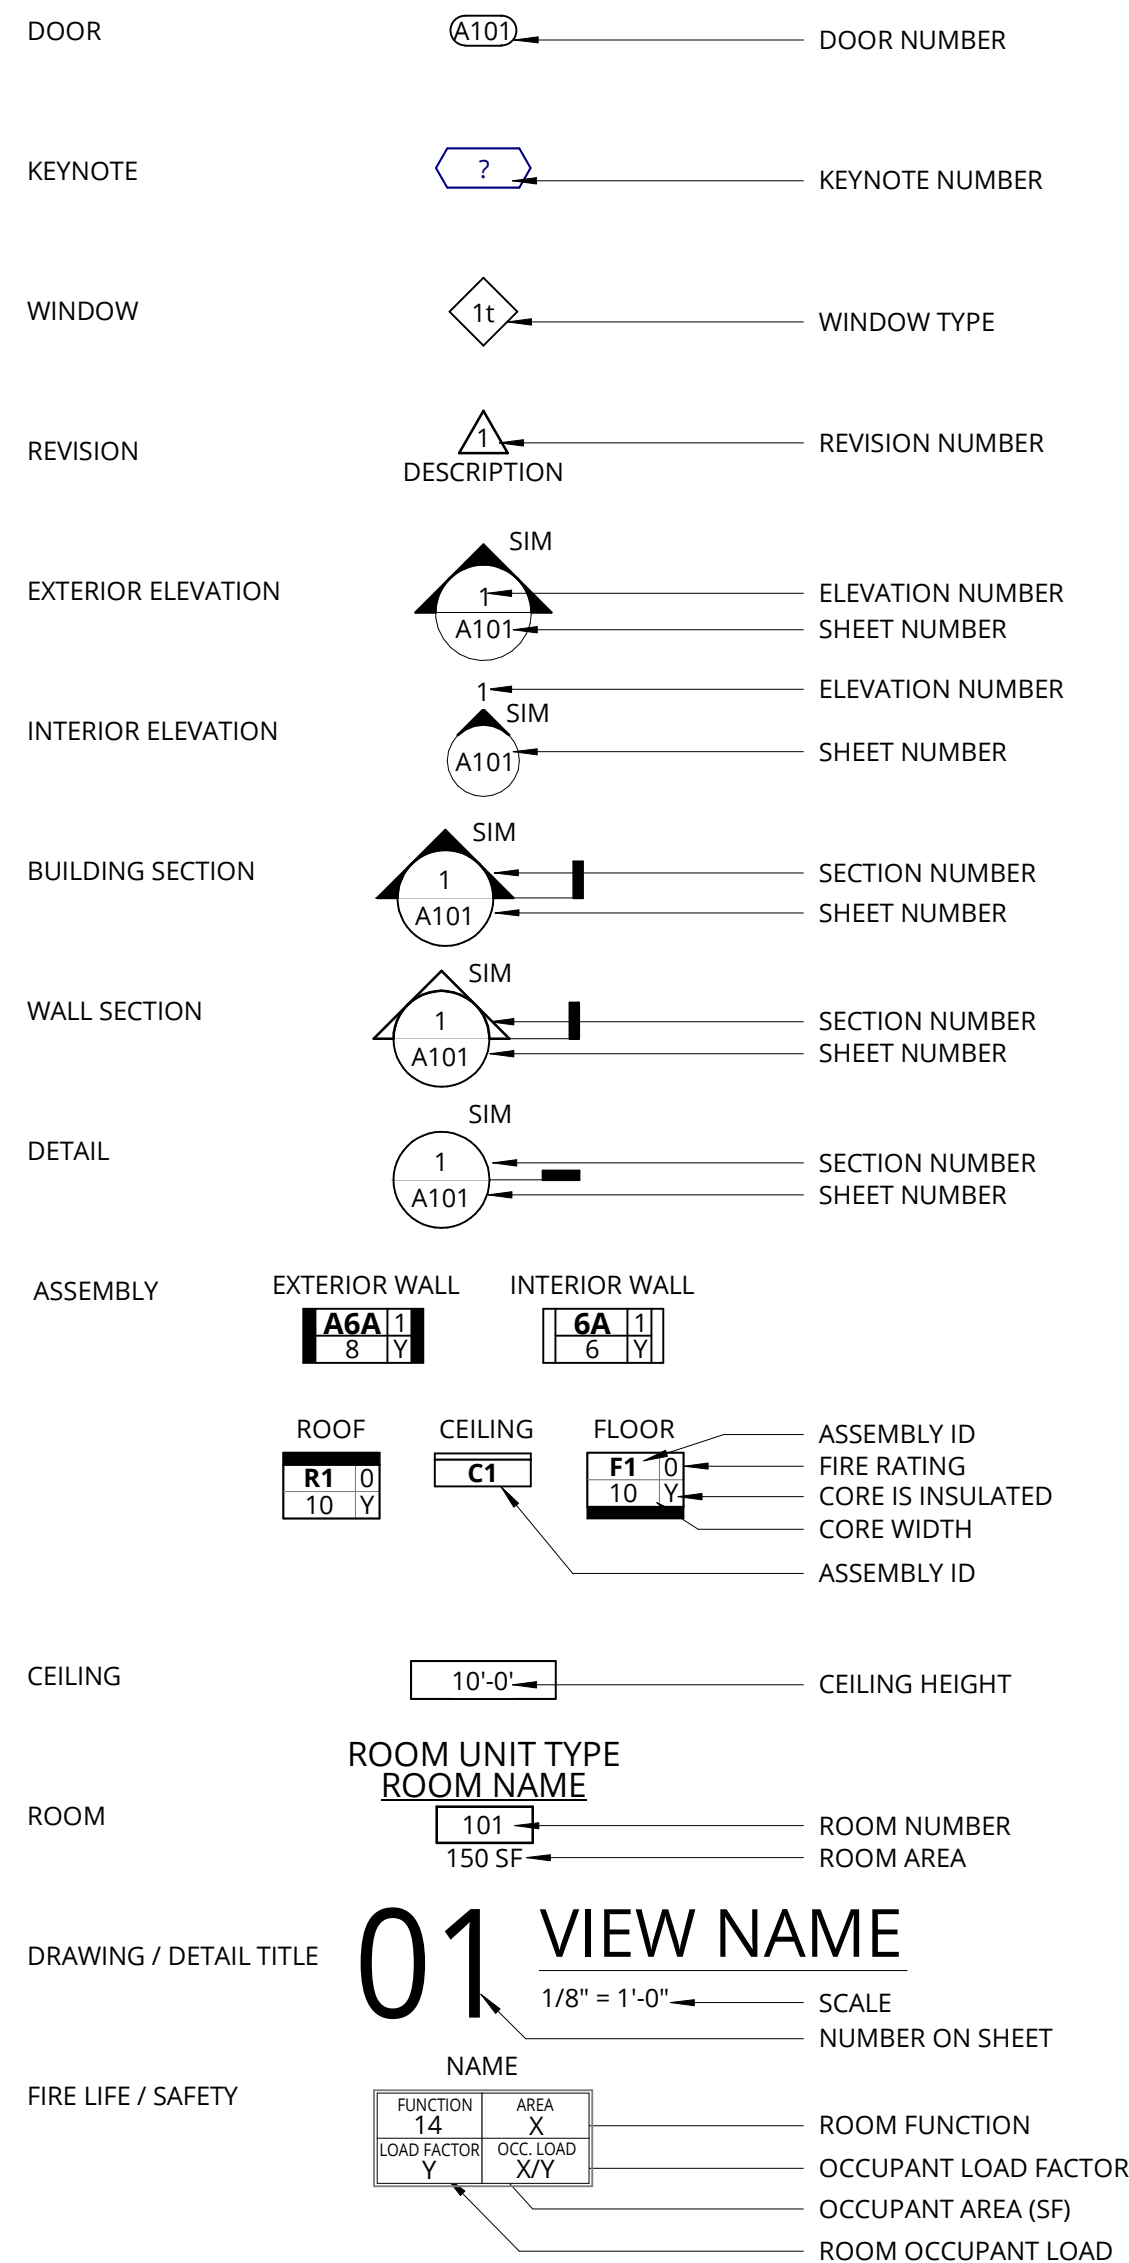 DOOR
A101
DOOR NUMBER
KEYNOTE
?
KEYNOTE NUMBER
WINDOW
1t
WINDOW TYPE
REVISION
1
DESCRIPTION
REVISION NUMBER
EXTERIOR ELEVATION
SIM
1
A101
ELEVATION NUMBER
SHEET NUMBER
INTERIOR ELEVATION
1
SIM
A101
ELEVATION NUMBER
SHEET NUMBER
BUILDING SECTION
SIM
1
A101
SECTION NUMBER
SHEET NUMBER
WALL SECTION
SIM
1
A101
SECTION NUMBER
SHEET NUMBER
DETAIL
SIM
1
A101
SECTION NUMBER
SHEET NUMBER
ASSEMBLY
EXTERIOR WALL
A6A 1
8 Y
INTERIOR WALL
6A 1
6 Y
ROOF
R1 0
10 Y
CEILING
C1
FLOOR
F1 0
10 Y
ASSEMBLY ID
FIRE RATING
CORE IS INSULATED
CORE WIDTH
ASSEMBLY ID
CEILING
10'-0'
CEILING HEIGHT
ROOM
ROOM UNIT TYPE
ROOM NAME
101
150 SF
ROOM NUMBER
ROOM AREA
DRAWING / DETAIL TITLE
01
VIEW NAME
1/8" = 1'-0"
SCALE
NUMBER ON SHEET
FIRE LIFE / SAFETY
NAME
FUNCTION
14
AREA
X
LOAD FACTOR
Y
OCC. LOAD
X/Y
ROOM FUNCTION
OCCUPANT LOAD FACTOR
OCCUPANT AREA (SF)
ROOM OCCUPANT LOAD